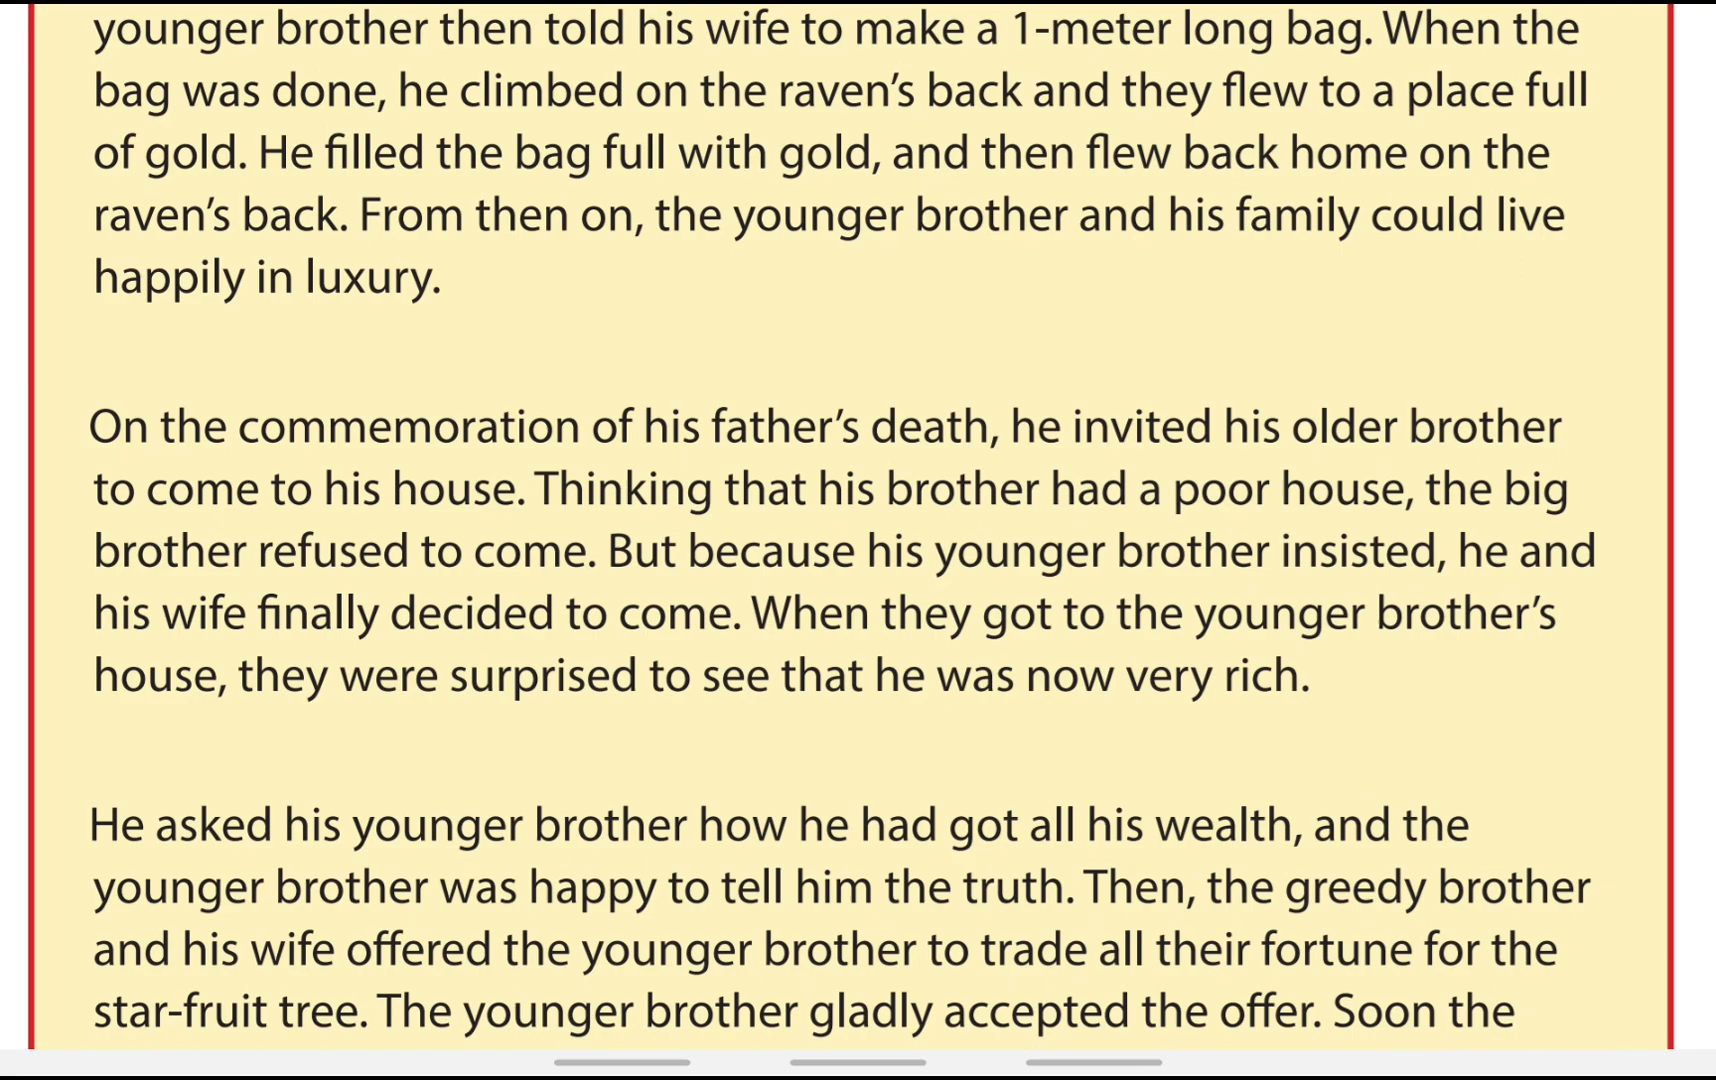 younger brother then told his wife to make a 1-meter long bag. When the
bag was done, he climbed on the raven’s back and they flew to a place full
of gold. He filled the bag full with gold, and then flew back home on the
raven’s back. From then on, the younger brother and his family could live
happily in luxury.
On the commemoration of his father’s death, he invited his older brother
to come to his house. Thinking that his brother had a poor house, the big
brother refused to come. But because his younger brother insisted, he and
his wife finally decided to come. When they got to the younger brother’s
house, they were surprised to see that he was now very rich.
He asked his younger brother how he had got all his wealth, and the
younger brother was happy to tell him the truth. Then, the greedy brother
and his wife offered the younger brother to trade all their fortune for the
star-fruit tree. The younger brother gladly accepted the offer. Soon the